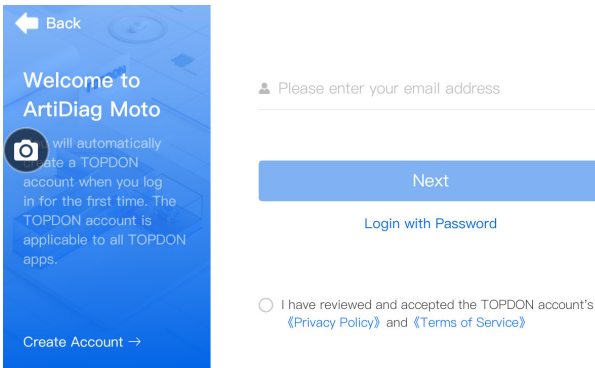 Back
Welcome to
ArtiDiag Moto
will automatically
a TOPDON
account when you log
in for the first time. The
TOPDON account is
applicable to all TOPDON
apps.
Create Account →
Please enter your email address
Next
Login with Password
I have reviewed and accepted the TOPDON account's
《Privacy Policy》 and 《Terms of Service》